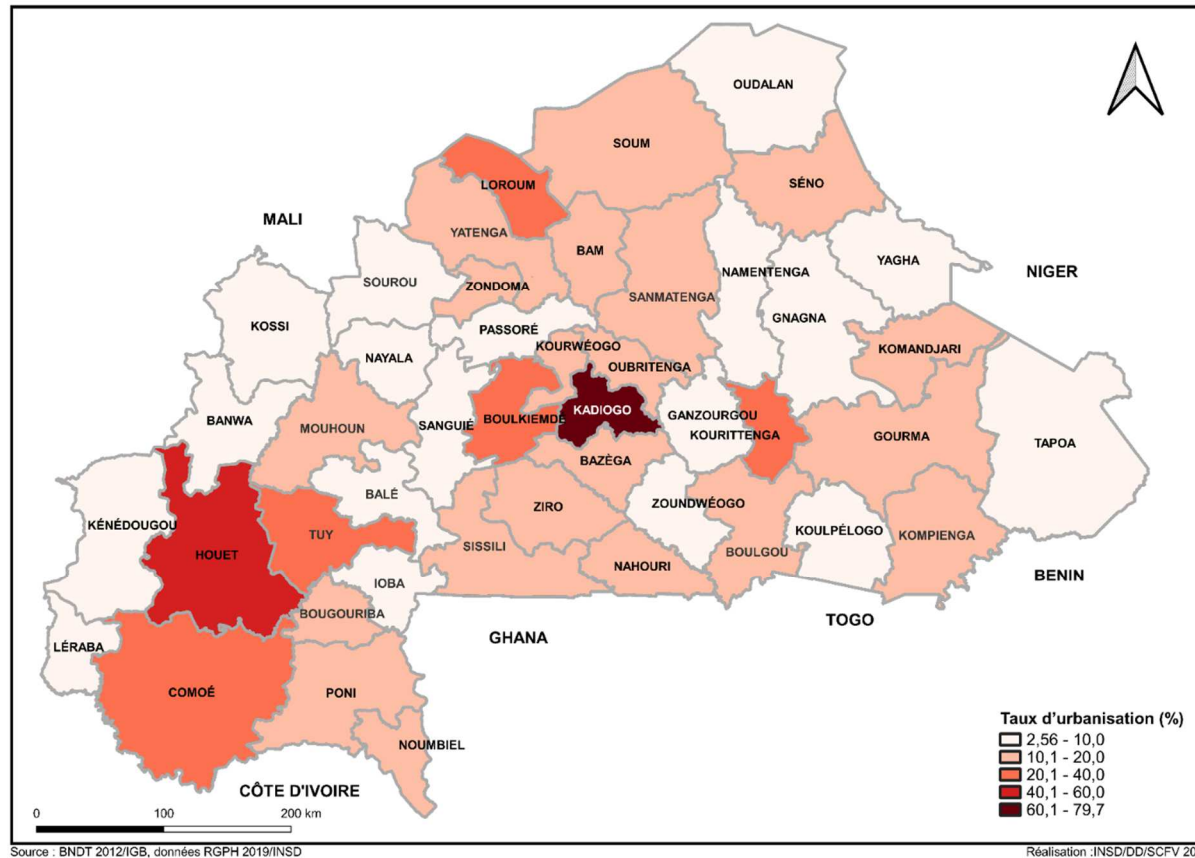 OUDALAN
SOUM
SÉNO
LOROUM
MALI
YATENGA
BAM
YAGHA
NIGER
SOUROU
ZONDOMA
NAMENTENGA
SANMATENGA
GNAGNA
KOSSI
PASSORÉ
NAYALA
KOURWÉOGO
KOMANDJARI
OUBRITENGA
BANWA
MOUHOUN
SANGUIÉ
BOULKIEMDÉ
KADIOGO
GANZOURGOU
KOURITTENGA
GOURMA
TAPOA
BAZÈGA
BALÉ
KÉNÉDOUGOU
HOUET
TUY
ZIRO
ZOUNDWÉOGO
KOULPÉLOGO
KOMPIENGA
SISSILI
BOULGOU
NAHOURI
IOBA
BENIN
BOUGOURIBA
TOGO
GHANA
LÉRABA
COMOÉ
PONI
NOUMBIEL
CÔTE D'IVOIRE
Taux d'urbanisation (%)
2,56 - 10,0
10,1 - 20,0
20,1 - 40,0
40,1 - 60,0
60,1 - 79,7
0 100 200 km
Source : BNDT 2012/IGB, données RGPH 2019/INSD
Réalisation :INSD/DD/SCFV 20